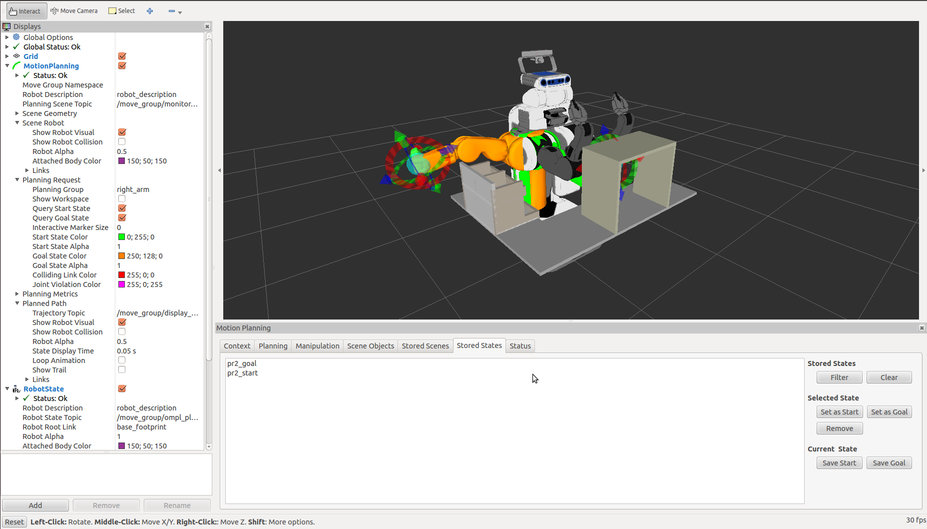 Interact Move Camera Select
Displays
Global Options
Global Status: Ok
Grid
MotionPlanning
Status: Ok
Move Group Namespace
Robot Description robot_description
Planning Scene Topic /move_group/monitor...
Scene Geometry
Scene Robot
Show Robot Visual
Show Robot Collision
Robot Alpha 0.5
Attached Body Color 150; 50; 150
Links
Planning Request
Planning Group right_arm
Show Workspace
Query Start State
Query Goal State
Interactive Marker Size 0
Start State Color 0; 255; 0
Start State Alpha 1
Goal State Color 250; 128; 0
Goal State Alpha 1
Colliding Link Color 255; 0; 0
Joint Violation Color 255; 0; 255
Planning Metrics
Planned Path
Trajectory Topic /move_group/display_...
Show Robot Visual
Show Robot Collision
Robot Alpha 0.5
State Display Time 0.05 s
Loop Animation
Show Trail
Links
RobotState
Status: Ok
Robot Description robot_description
Robot State Topic /move_group/ompl_pl...
Robot Root Link base_footprint
Robot Alpha 1
Attached Body Color 150; 50; 150
Add Remove Rename
Motion Planning
Context Planning Manipulation Scene Objects Stored Scenes Stored States Status
pr2_goal
pr2_start
Stored States
Filter Clear
Selected State
Set as Start Set as Goal
Remove
Current State
Save Start Save Goal
Reset Left-Click: Rotate. Middle-Click: Move X/Y. Right-Click:: Move Z. Shift: More options. 30 fps